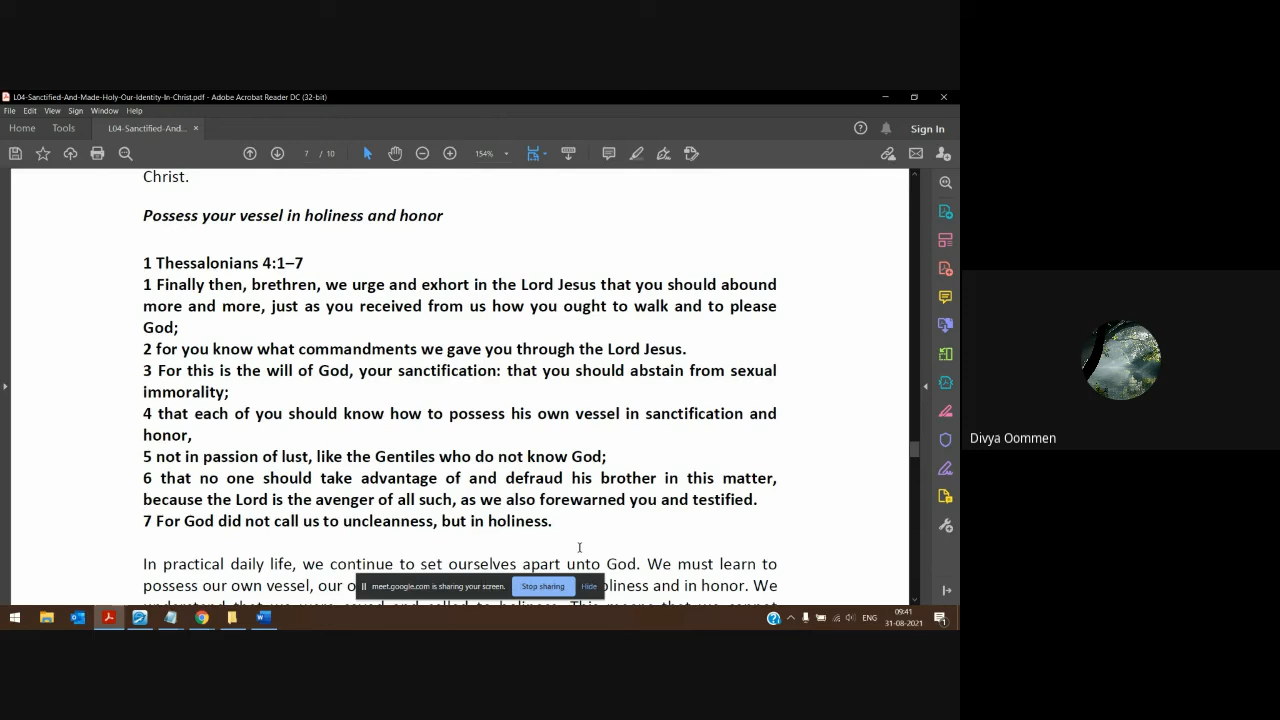 L04-Sanctified-And-Made-Holy-Our-Identity-In-Christ.pdf - Adobe Acrobat Reader DC (32-bit)
File Edit View Sign Window Help
Home Tools L04-Sanctified-And... × Sign In
7 / 10 154%
Christ.
Possess your vessel in holiness and honor
1 Thessalonians 4:1–7
1 Finally then, brethren, we urge and exhort in the Lord Jesus that you should abound
more and more, just as you received from us how you ought to walk and to please
God;
2 for you know what commandments we gave you through the Lord Jesus.
3 For this is the will of God, your sanctification: that you should abstain from sexual
immorality;
4 that each of you should know how to possess his own vessel in sanctification and
honor,
5 not in passion of lust, like the Gentiles who do not know God;
6 that no one should take advantage of and defraud his brother in this matter,
because the Lord is the avenger of all such, as we also forewarned you and testified.
7 For God did not call us to uncleanness, but in holiness.
In practical daily life, we continue to set ourselves apart unto God. We must learn to
possess our own vessel, our o oliness and in honor. We
meet.google.com is sharing your screen. Stop sharing Hide
Divya Oommen
ENG
09:41
31-08-2021